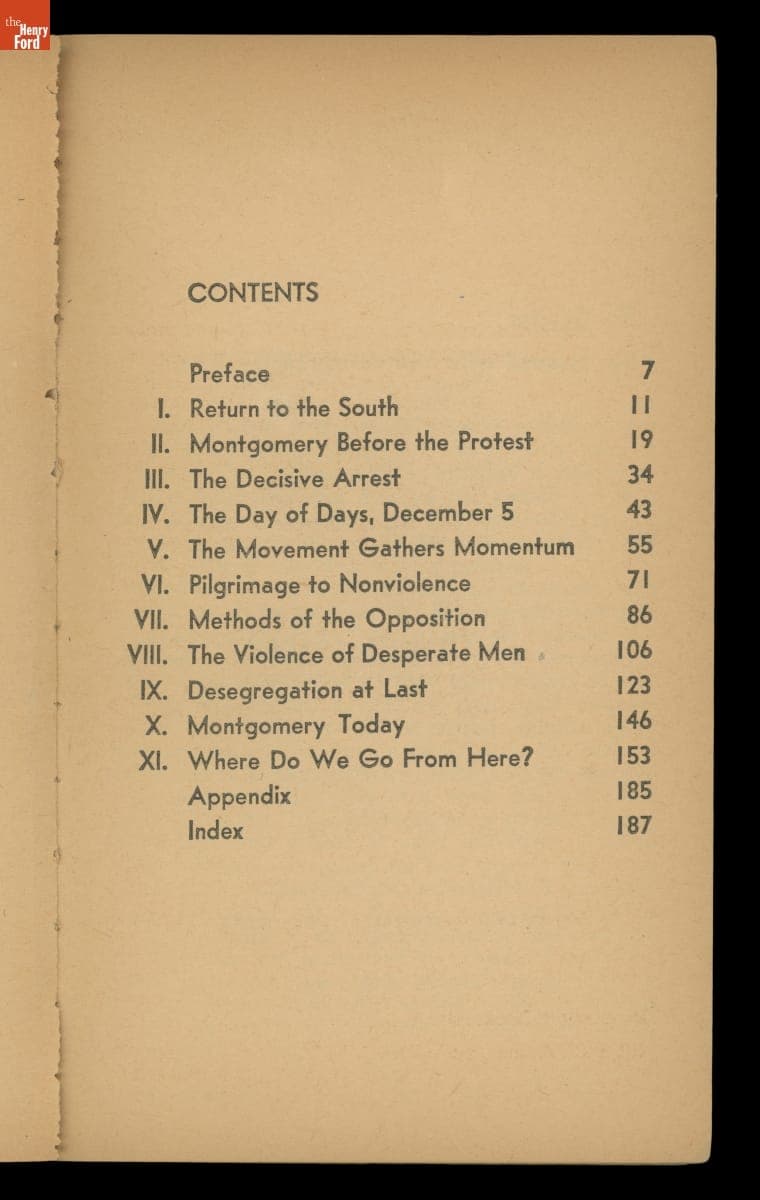 the
Henry
Ford
CONTENTS
Preface 7
I. Return to the South 11
II. Montgomery Before the Protest 19
III. The Decisive Arrest 34
IV. The Day of Days, December 5 43
V. The Movement Gathers Momentum 55
VI. Pilgrimage to Nonviolence 71
VII. Methods of the Opposition 86
VIII. The Violence of Desperate Men 106
IX. Desegregation at Last 123
X. Montgomery Today 146
XI. Where Do We Go From Here? 153
Appendix 185
Index 187